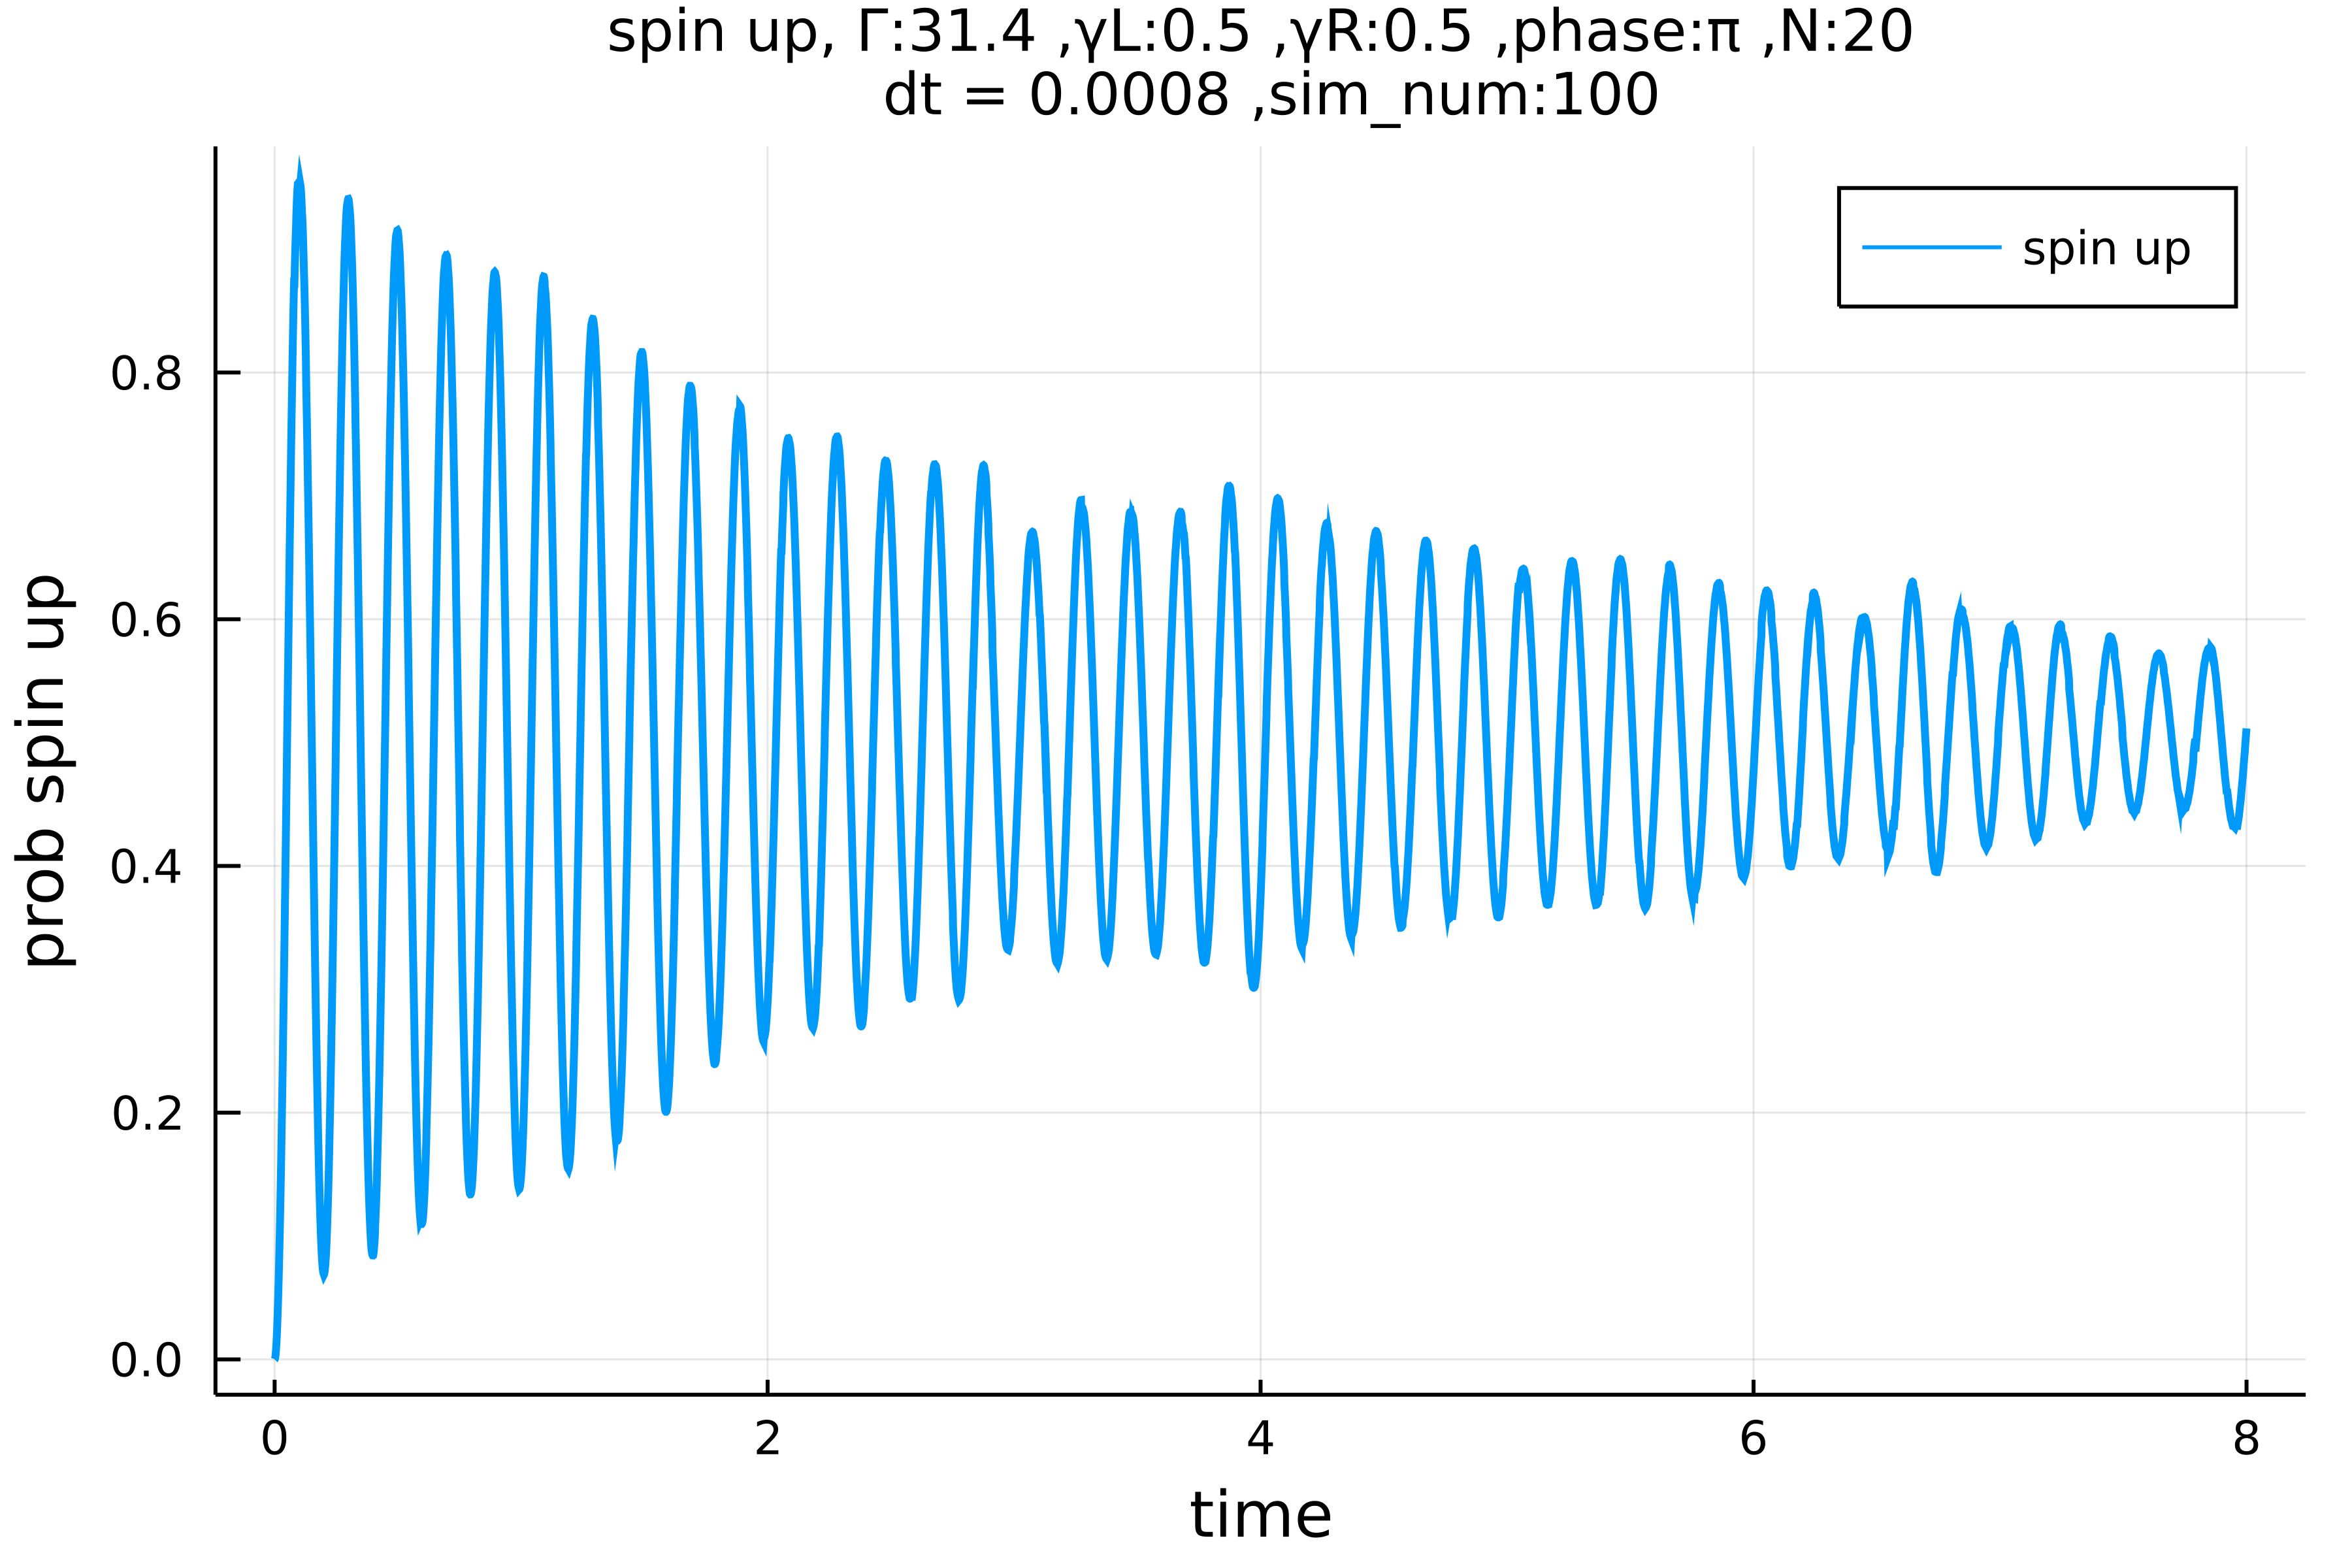 spin up, Γ:31.4 ,γL:0.5 ,γR:0.5 ,phase:π ,N:20
dt = 0.0008 ,sim_num:100
spin up
prob spin up
0.8
0.6
0.4
0.2
0.0
0 2 4 6 8
time